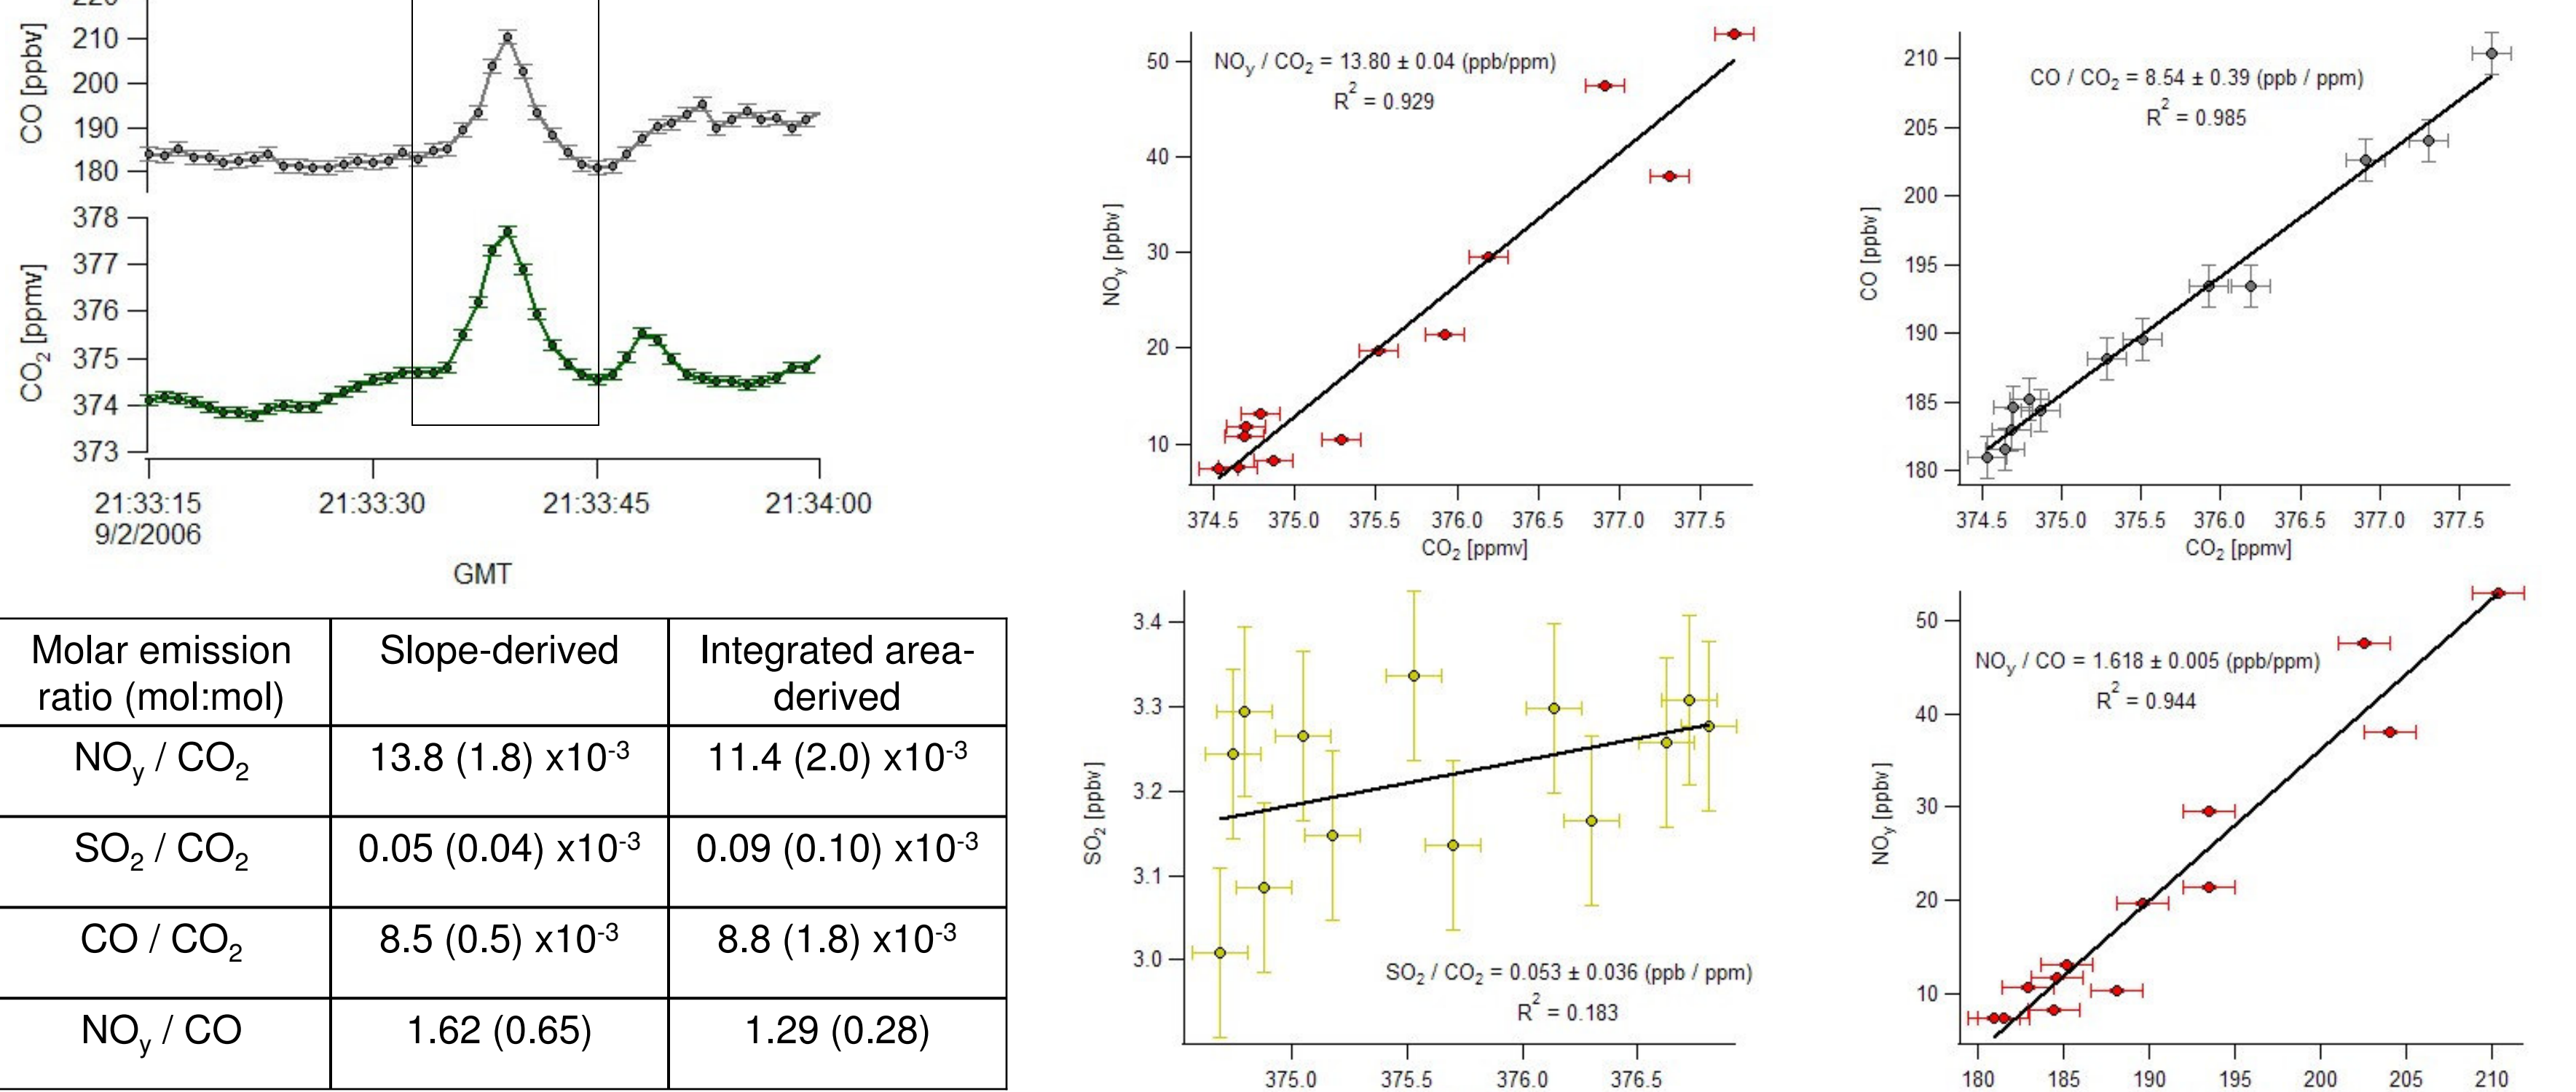 220
210
200
190
180
CO [ppbv]
378
377
376
375
374
373
CO2 [ppmv]
21:33:15
9/2/2006
21:33:30
21:33:45
21:34:00
GMT
NOy / CO2 = 13.80 ± 0.04 (ppb/ppm)
R2 = 0.929
50
40
30
20
10
NOy [ppbv]
374.5
375.0
375.5
376.0
376.5
377.0
377.5
CO2 [ppmv]
CO / CO2 = 8.54 ± 0.39 (ppb / ppm)
R2 = 0.985
210
205
200
195
190
185
180
CO [ppbv]
374.5
375.0
375.5
376.0
376.5
377.0
377.5
CO2 [ppmv]
Molar emission
ratio (mol:mol)
Slope-derived
Integrated area-
derived
NOy / CO2
13.8 (1.8) x10-3
11.4 (2.0) x10-3
SO2 / CO2
0.05 (0.04) x10-3
0.09 (0.10) x10-3
CO / CO2
8.5 (0.5) x10-3
8.8 (1.8) x10-3
NOy / CO
1.62 (0.65)
1.29 (0.28)
3.4
3.3
3.2
3.1
3.0
SO2 [ppbv]
SO2 / CO2 = 0.053 ± 0.036 (ppb / ppm)
R2 = 0.183
375.0
375.5
376.0
376.5
NOy / CO = 1.618 ± 0.005 (ppb/ppm)
R2 = 0.944
50
40
30
20
10
NOy [ppbv]
180
185
190
195
200
205
210